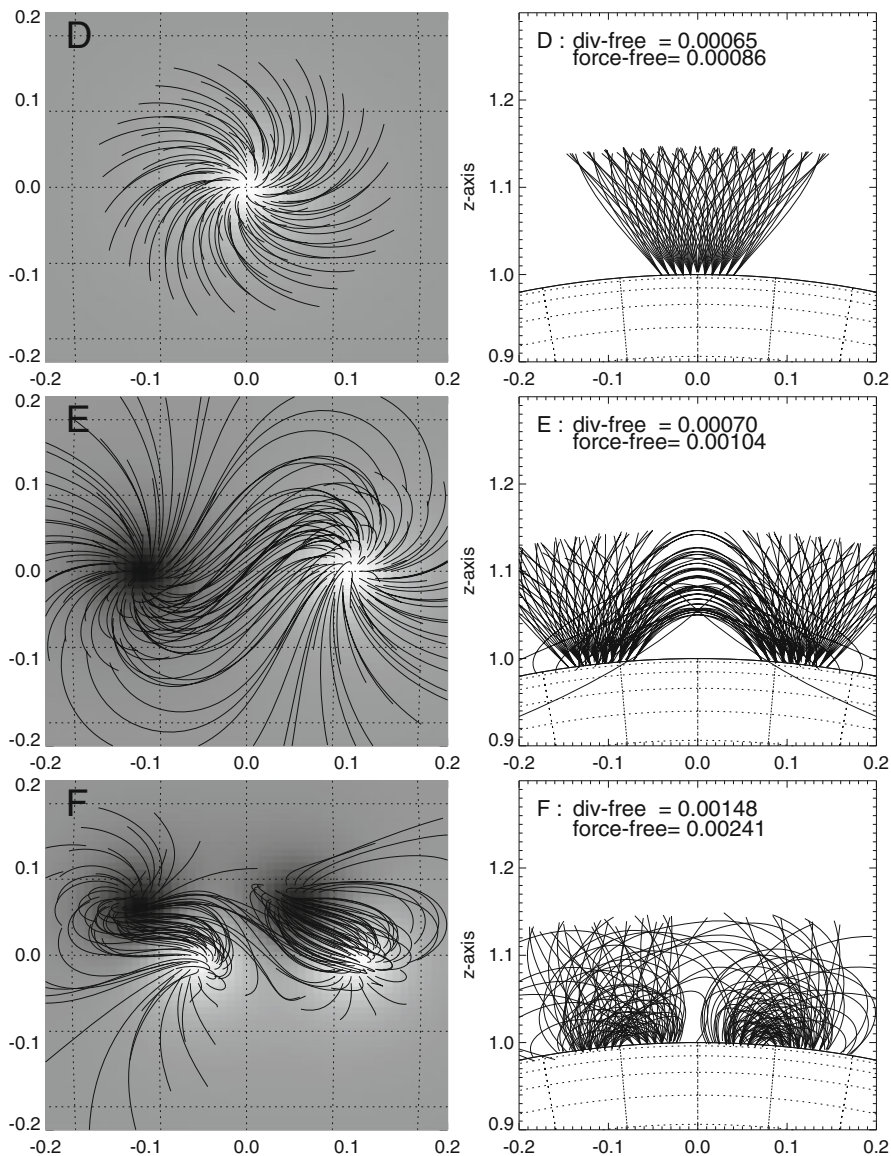 0.2
0.1
0.0
-0.1
-0.2
D
-0.2 -0.1 0.0 0.1 0.2
z-axis
1.2
1.1
1.0
0.9
D : div-free = 0.00065
force-free= 0.00086
-0.2 -0.1 0.0 0.1 0.2
0.2
0.1
0.0
-0.1
-0.2
E
-0.2 -0.1 0.0 0.1 0.2
z-axis
1.2
1.1
1.0
0.9
E : div-free = 0.00070
force-free= 0.00104
-0.2 -0.1 0.0 0.1 0.2
0.2
0.1
0.0
-0.1
-0.2
F
-0.2 -0.1 0.0 0.1 0.2
z-axis
1.2
1.1
1.0
0.9
F : div-free = 0.00148
force-free= 0.00241
-0.2 -0.1 0.0 0.1 0.2